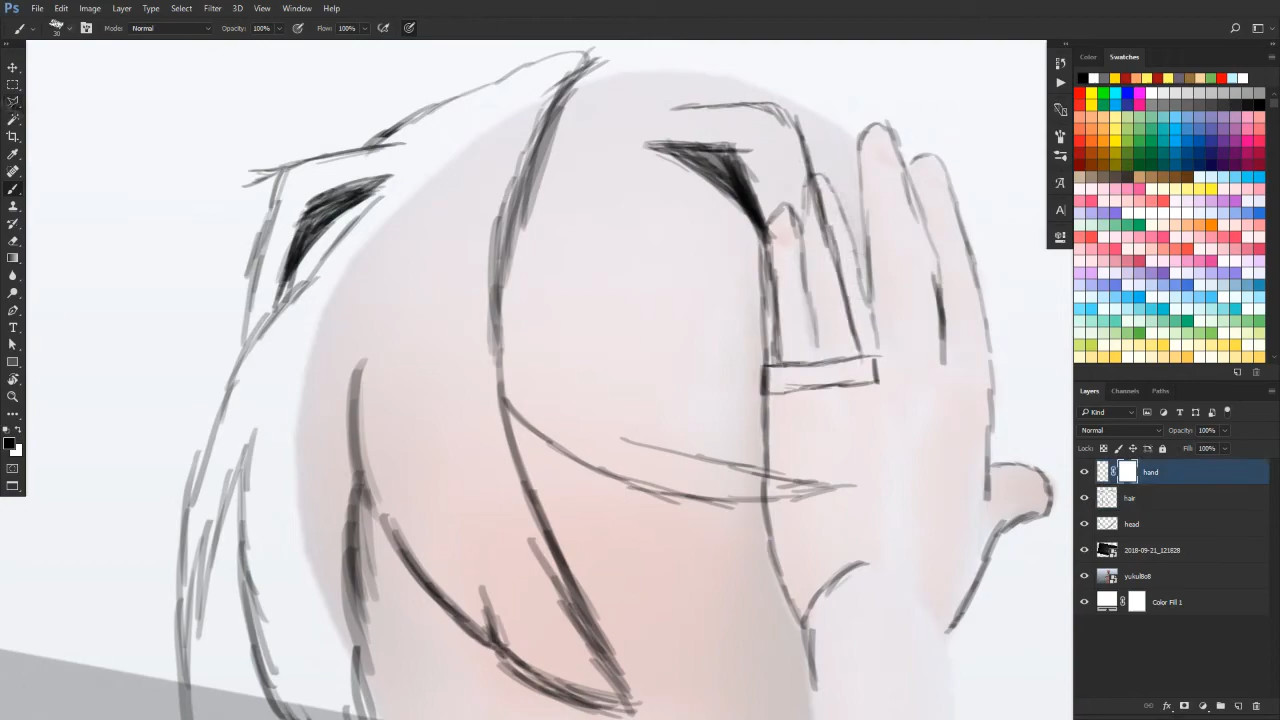 Ps File Edit Image Layer Type Select Filter 3D View Window Help
30 Mode: Normal Opacity: 100% Flow: 100%
Color Swatches
Layers Channels Paths
Kind
Normal Opacity: 100%
Lock: Fill: 100%
hand
hair
head
2018-09-21_121828
Color Fill 1